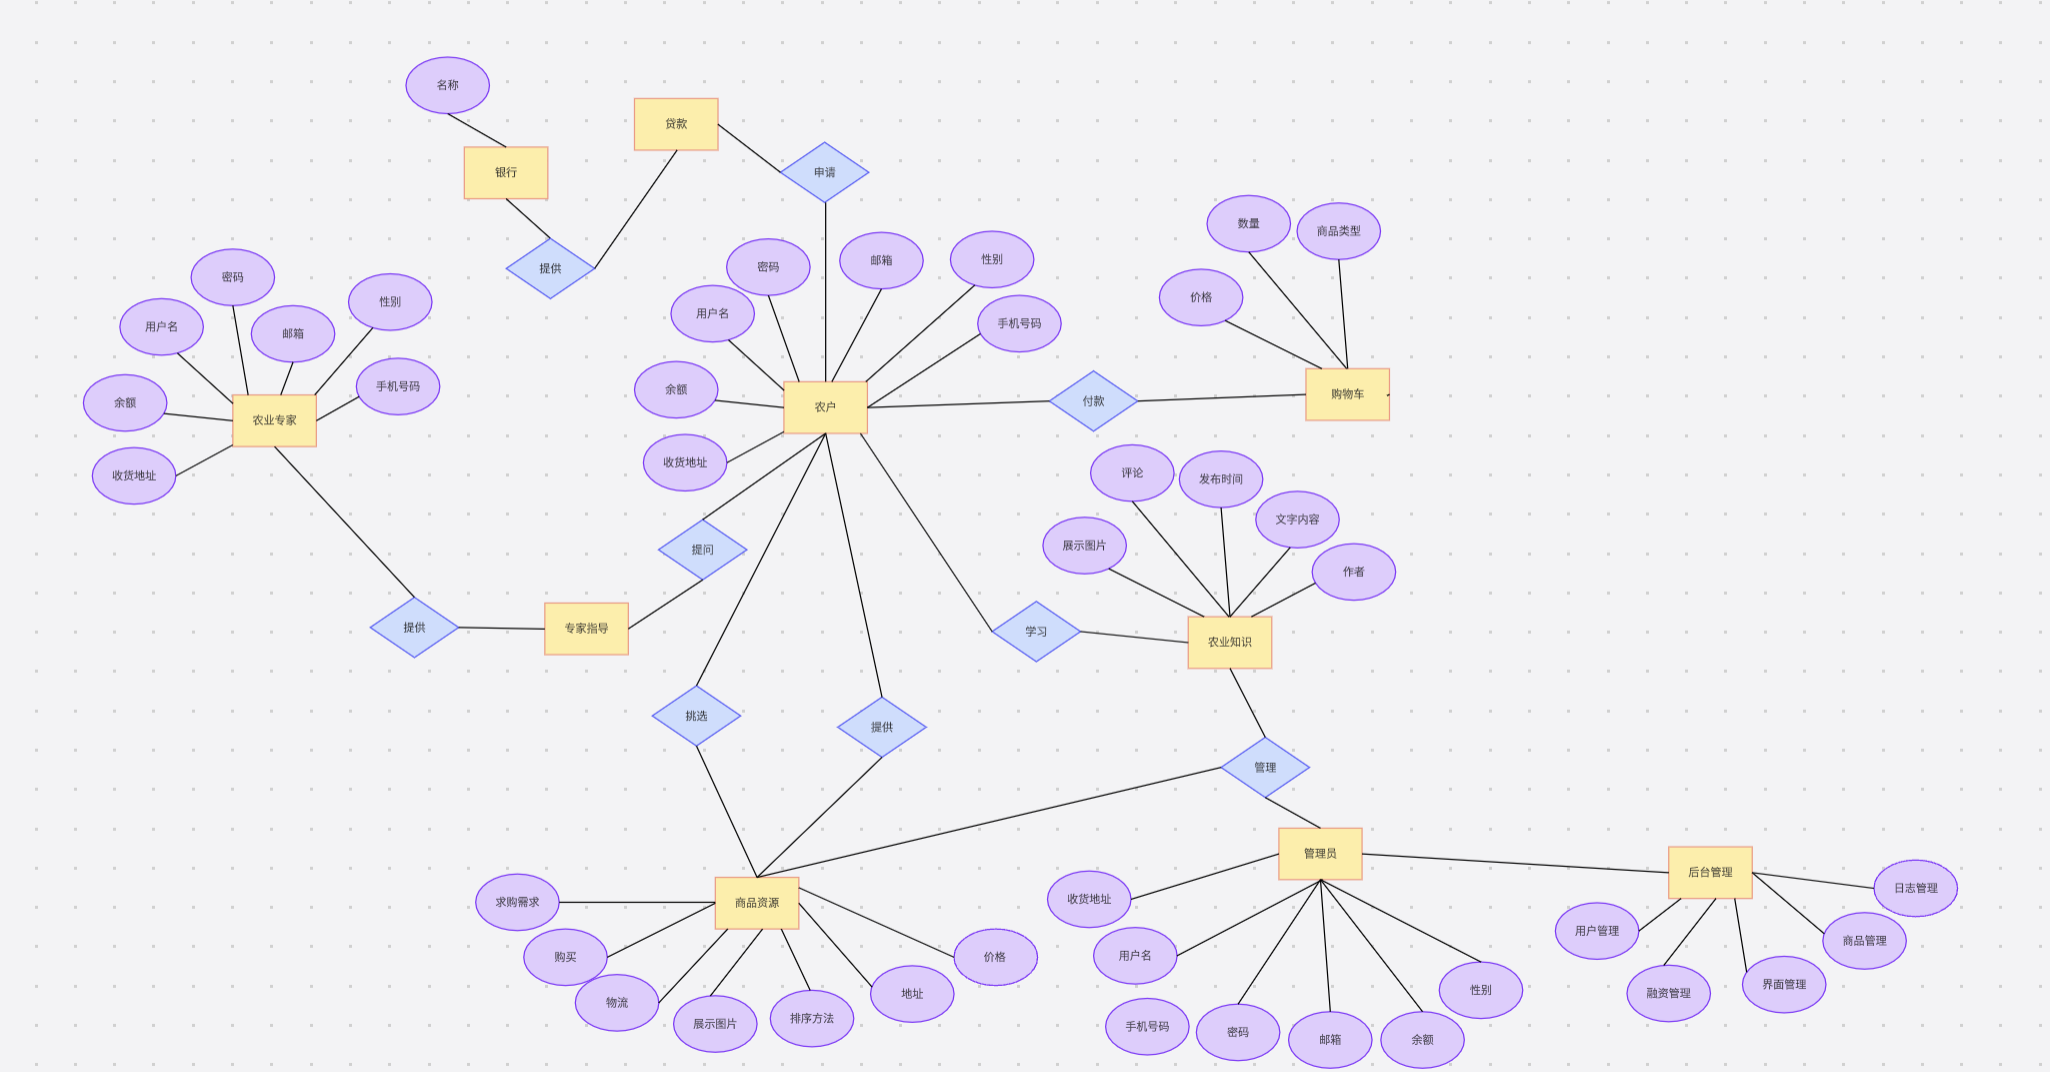 名称
贷款
银行
申请
提供
数量
商品类型
价格
密码
邮箱
性别
用户名
手机号码
余额
农户
收货地址
付款
购物车
密码
性别
用户名
邮箱
手机号码
余额
农业专家
收货地址
评论
发布时间
文字内容
展示图片
作者
提问
提供
专家指导
学习
农业知识
挑选
提供
管理
管理员
后台管理
日志管理
用户管理
商品管理
融资管理
界面管理
求购需求
商品资源
购买
价格
物流
地址
展示图片
排序方法
收货地址
用户名
性别
手机号码
密码
邮箱
余额